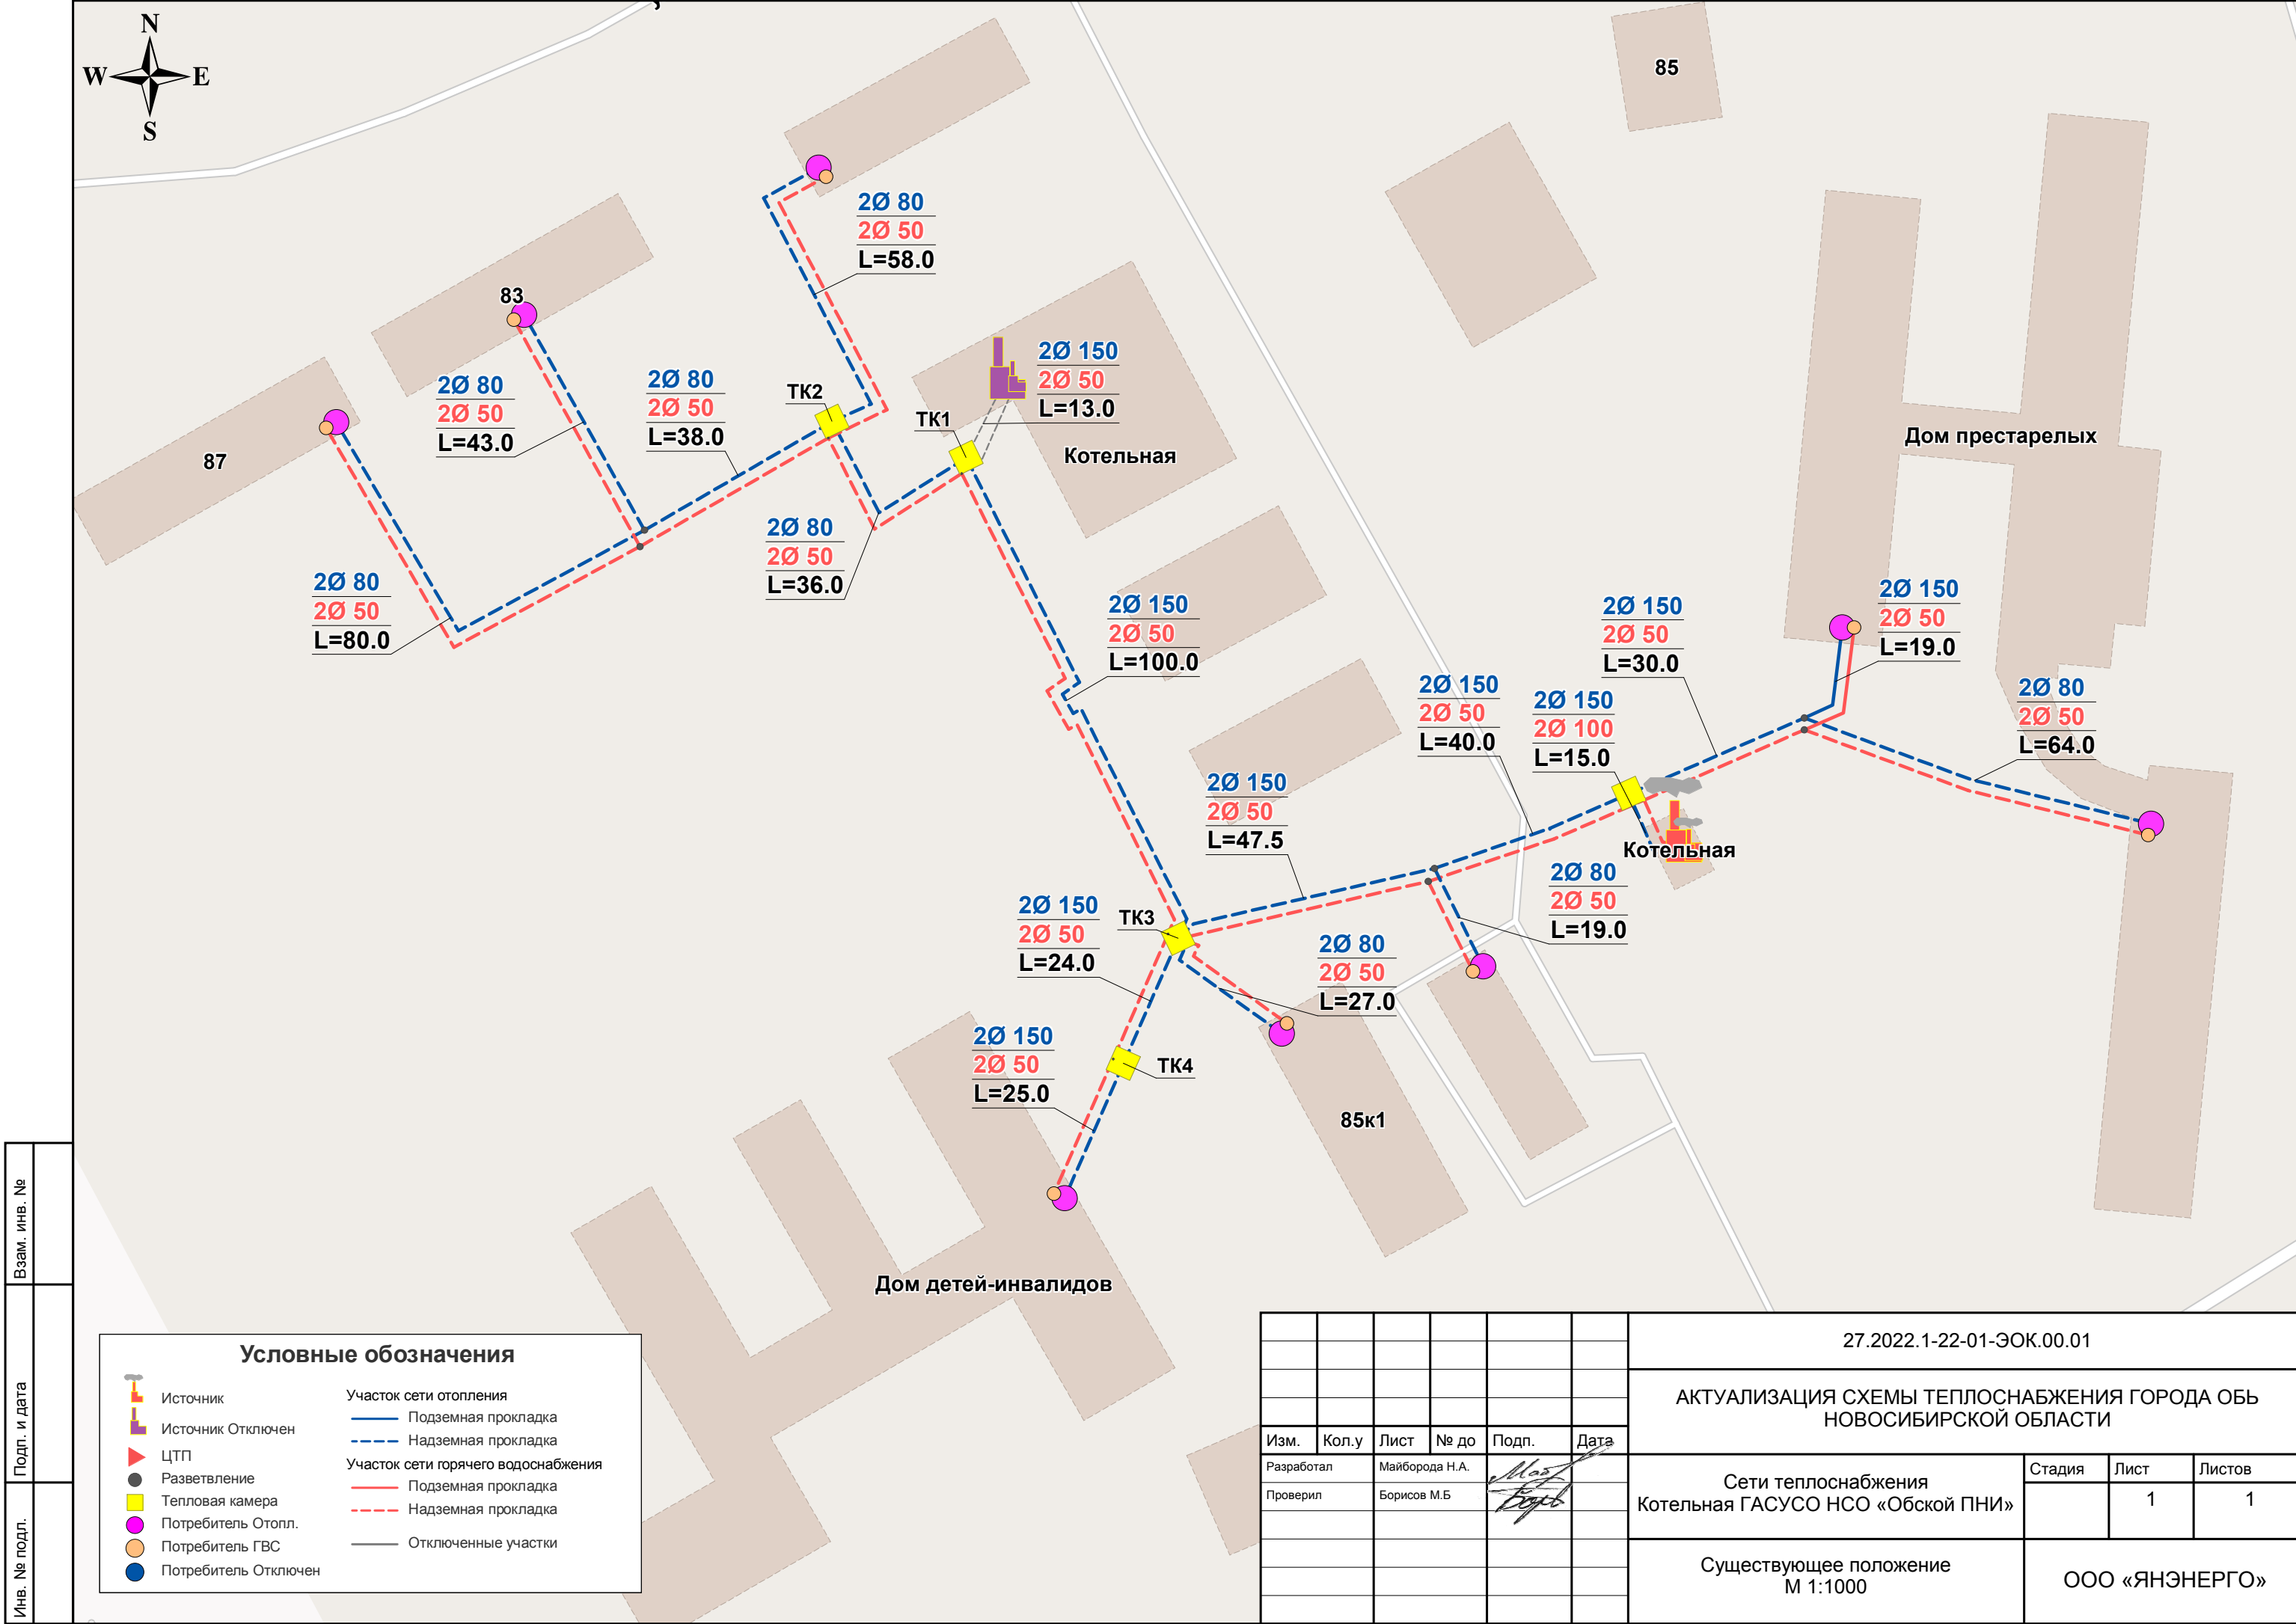 N
W E
S
85
2Ø 80
2Ø 50
L=58.0
83
2Ø 150
2Ø 50
L=13.0
2Ø 80
2Ø 50
L=43.0
2Ø 80
2Ø 50
L=38.0
ТК2
ТК1
Котельная
Дом престарелых
87
2Ø 80
2Ø 50
L=36.0
2Ø 80
2Ø 50
L=80.0
2Ø 150
2Ø 50
L=100.0
2Ø 150
2Ø 50
L=30.0
2Ø 150
2Ø 50
L=19.0
2Ø 150
2Ø 50
L=40.0
2Ø 150
2Ø 100
L=15.0
2Ø 80
2Ø 50
L=64.0
2Ø 150
2Ø 50
L=47.5
Котельная
2Ø 80
2Ø 50
L=19.0
2Ø 150
2Ø 50
L=24.0
ТК3
2Ø 80
2Ø 50
L=27.0
2Ø 150
2Ø 50
L=25.0
ТК4
85к1
Дом детей-инвалидов
Взам. инв. №
Подп. и дата
Инв. № подл.
Условные обозначения
Источник
Источник Отключен
ЦТП
Разветвление
Тепловая камера
Потребитель Отопл.
Потребитель ГВС
Потребитель Отключен
Участок сети отопления
Подземная прокладка
Надземная прокладка
Участок сети горячего водоснабжения
Подземная прокладка
Надземная прокладка
Отключенные участки
27.2022.1-22-01-ЭОК.00.01
АКТУАЛИЗАЦИЯ СХЕМЫ ТЕПЛОСНАБЖЕНИЯ ГОРОДА ОБЬ
НОВОСИБИРСКОЙ ОБЛАСТИ
Изм. Кол.у Лист № до Подп. Дата
Разработал Майборода Н.А.
Проверил Борисов М.Б
Сети теплоснабжения
Котельная ГАСУСО НСО «Обской ПНИ»
Стадия Лист Листов
1 1
Существующее положение
М 1:1000
ООО «ЯНЭНЕРГО»